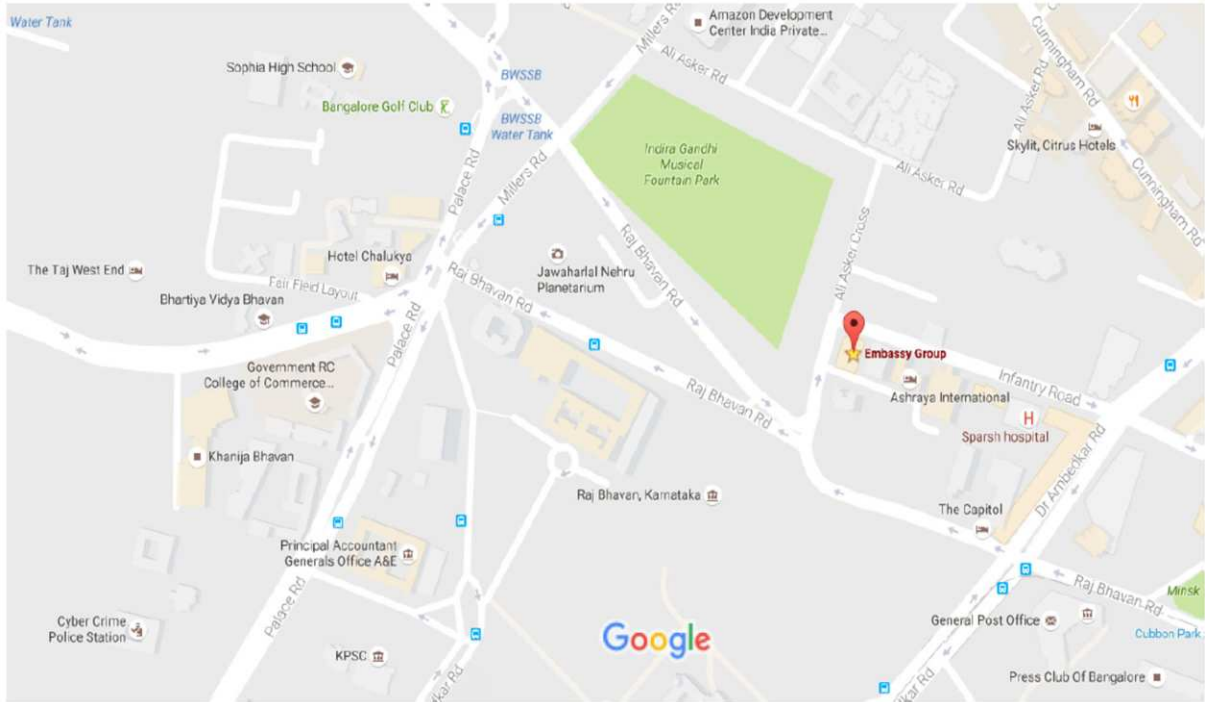 Water Tank
Sophia High School
Bangalore Golf Club
BWSSB
BWSSB
Water Tank
Millers Rd
Amazon Development
Center India Private...
Ali Asker Rd
Cunningham Rd
Ali Asker Rd
Skylit, Citrus Hotels
Palace Rd
Millers Rd
Indira Gandhi
Musical
Fountain Park
Ali Asker Rd
Cunningham Rd
The Taj West End
Hotel Chalukya
Fair Field Layout
Raj Bhavan Rd
Jawaharlal Nehru
Planetarium
Raj Bhavan Rd
Ali Asker Cross
Bhartiya Vidya Bhavan
Palace Rd
Government RC
College of Commerce...
Embassy Group
Ashraya International
Infantry Road
Raj Bhavan Rd
Sparsh hospital
H
Khanija Bhavan
Raj Bhavan, Karnataka
Dr Ambedkar Rd
The Capitol
Principal Accountant
Generals Office A&E
Palace Rd
Raj Bhavan Rd
Minsk
Cyber Crime
Police Station
Google
General Post Office
Cubbon Park
KPSC
Press Club Of Bangalore